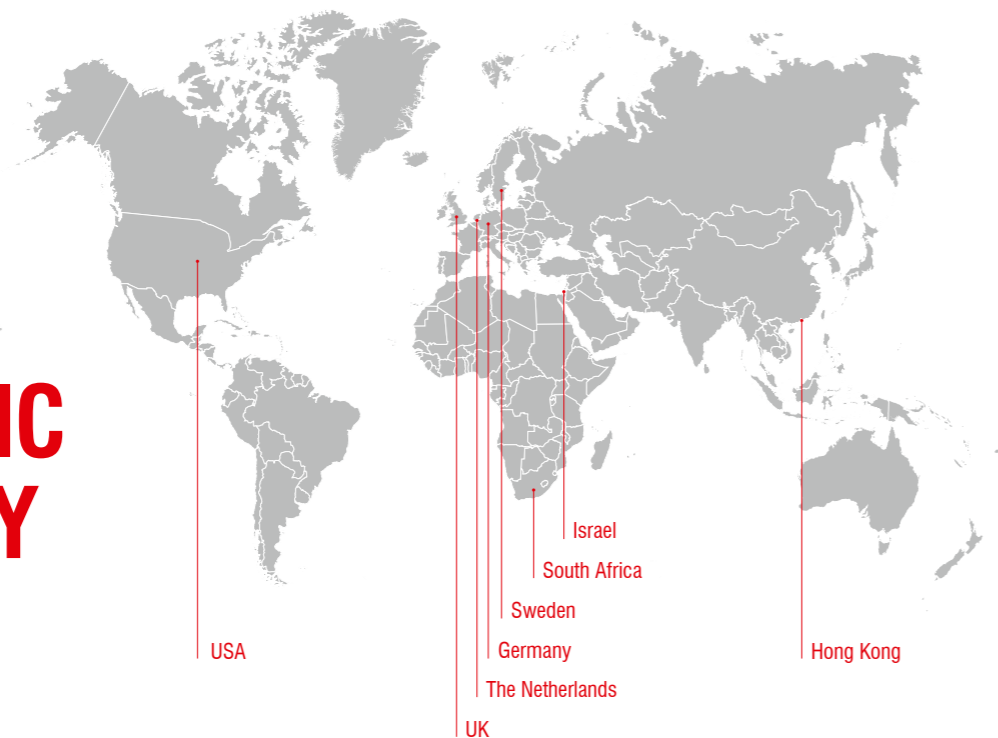 IC
Y
Israel
South Africa
Sweden
USA
Germany
Hong Kong
The Netherlands
UK